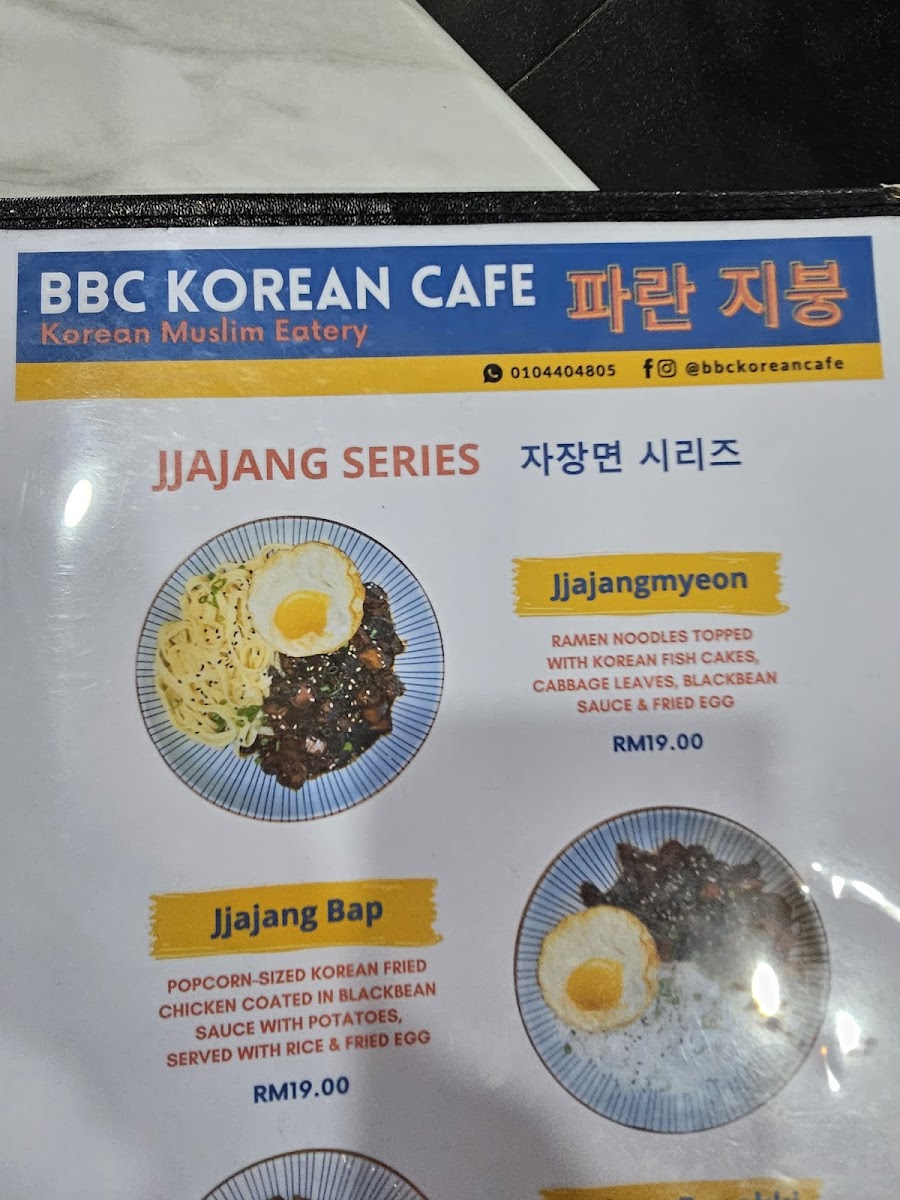 BBC KOREAN CAFE 파란 지붕
Korean Muslim Eatery
0104404805 @bbckoreancafe
JJAJANG SERIES 자장면 시리즈
Jjajangmyeon
RAMEN NOODLES TOPPED
WITH KOREAN FISH CAKES,
CABBAGE LEAVES, BLACKBEAN
SAUCE & FRIED EGG
RM19.00
Jjajang Bap
POPCORN-SIZED KOREAN FRIED
CHICKEN COATED IN BLACKBEAN
SAUCE WITH POTATOES,
SERVED WITH RICE & FRIED EGG
RM19.00